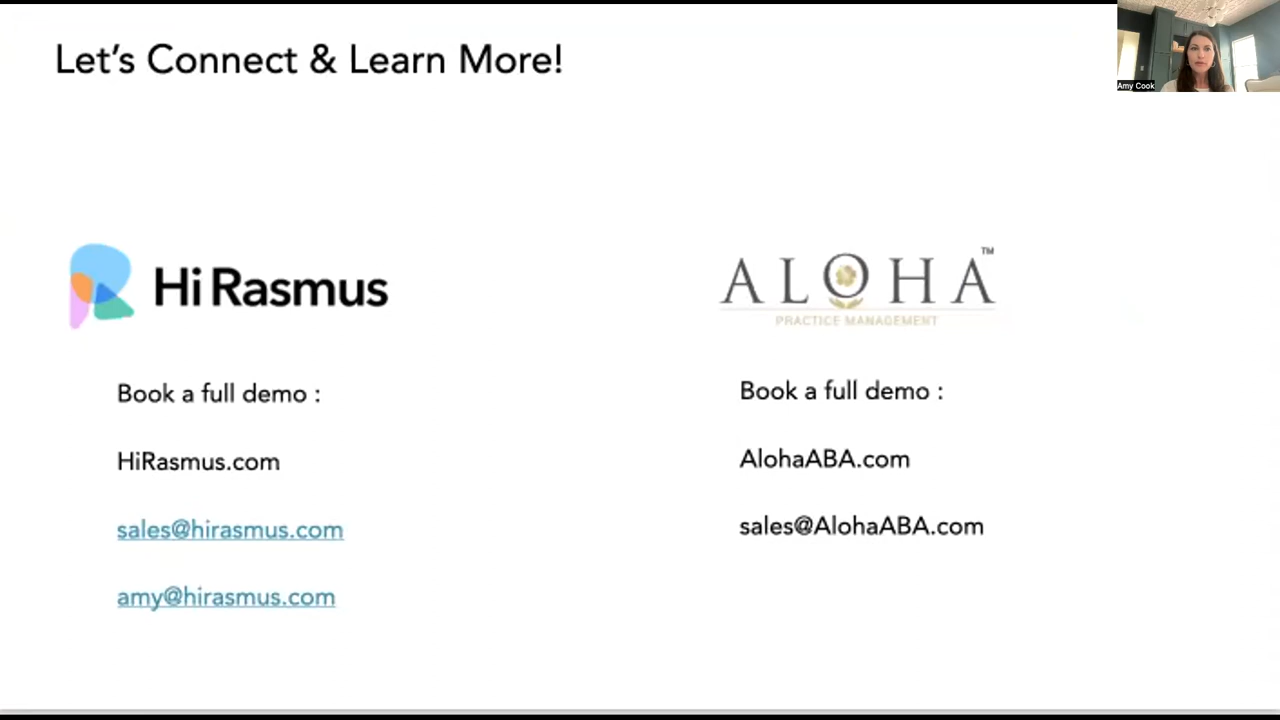 Let's Connect & Learn More!
Amy Cook
Hi Rasmus
Book a full demo :
HiRasmus.com
sales@hirasmus.com
amy@hirasmus.com
ALOHA™
PRACTICE MANAGEMENT
Book a full demo :
AlohaABA.com
sales@AlohaABA.com